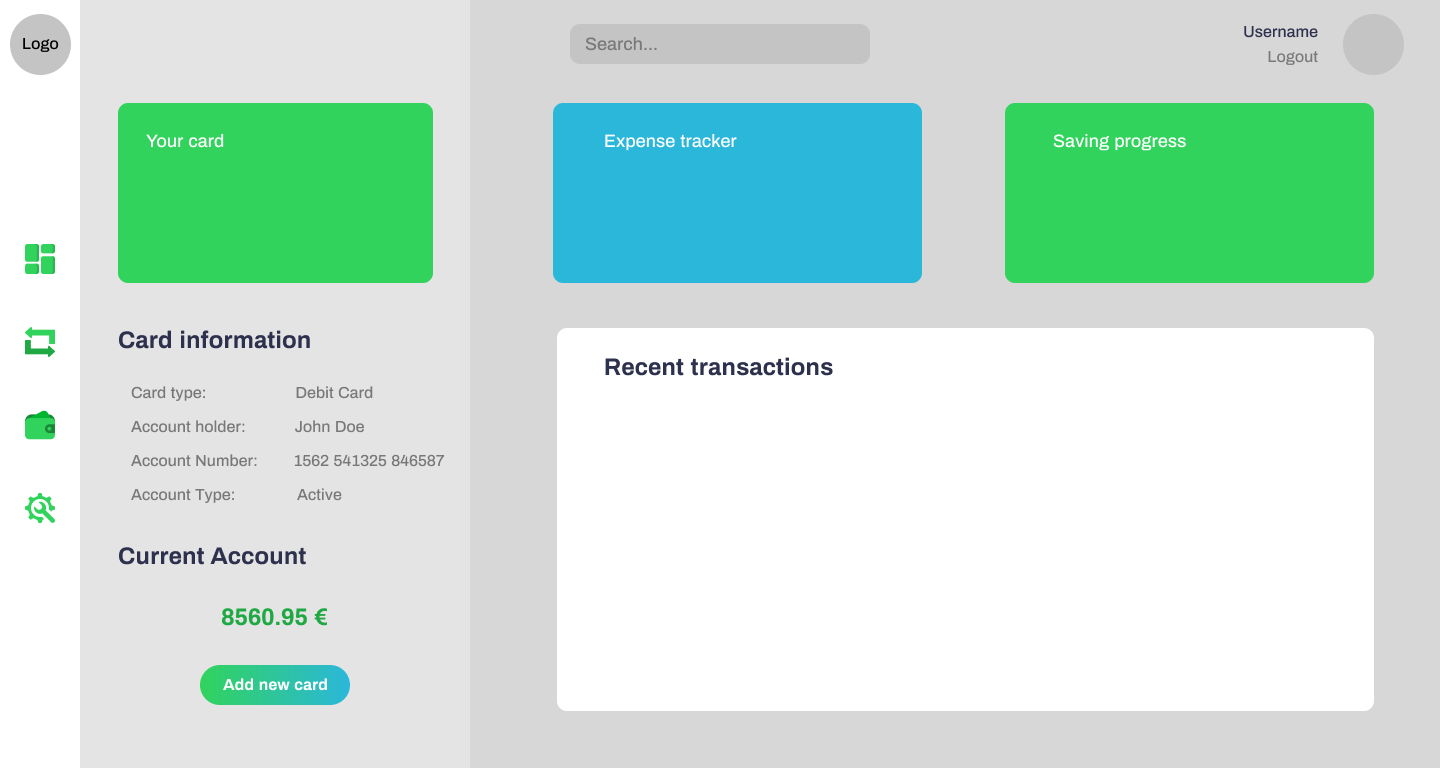 Logo
Search...
Username
Logout
Your card
Expense tracker
Saving progress
Card information
Card type: Debit Card
Account holder: John Doe
Account Number: 1562 541325 846587
Account Type: Active
Current Account
8560.95 €
Add new card
Recent transactions